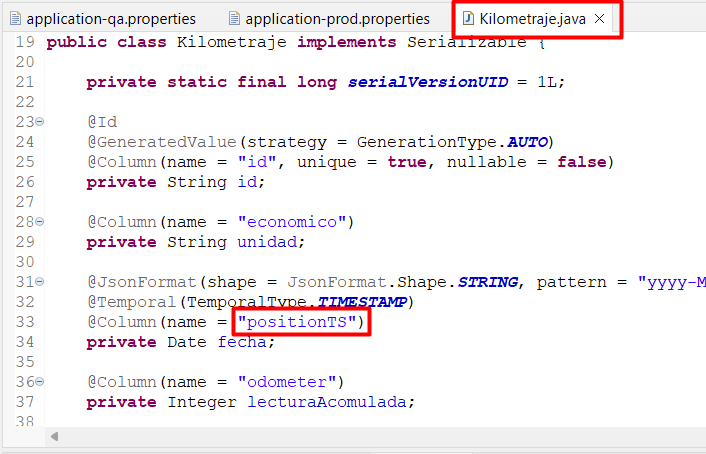 application-qa.properties application-prod.properties Kilometraje.java
19 public class Kilometraje implements Serializable {
20
21 private static final long serialVersionUID = 1L;
22
23 @Id
24 @GeneratedValue(strategy = GenerationType.AUTO)
25 @Column(name = "id", unique = true, nullable = false)
26 private String id;
27
28 @Column(name = "economico")
29 private String unidad;
30
31 @JsonFormat(shape = JsonFormat.Shape.STRING, pattern = "yyyy-M
32 @Temporal(TemporalType.TIMESTAMP)
33 @Column(name = "positionTS")
34 private Date fecha;
35
36 @Column(name = "odometer")
37 private Integer lecturaAcomulada;
38